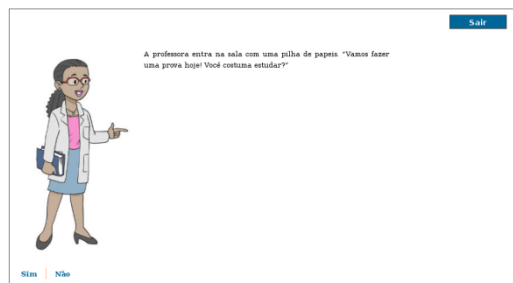 Sair
A professora entra na sala com uma pilha de papeis. "Vamos fazer
uma prova hoje! Você costuma estudar?"
Sim Não